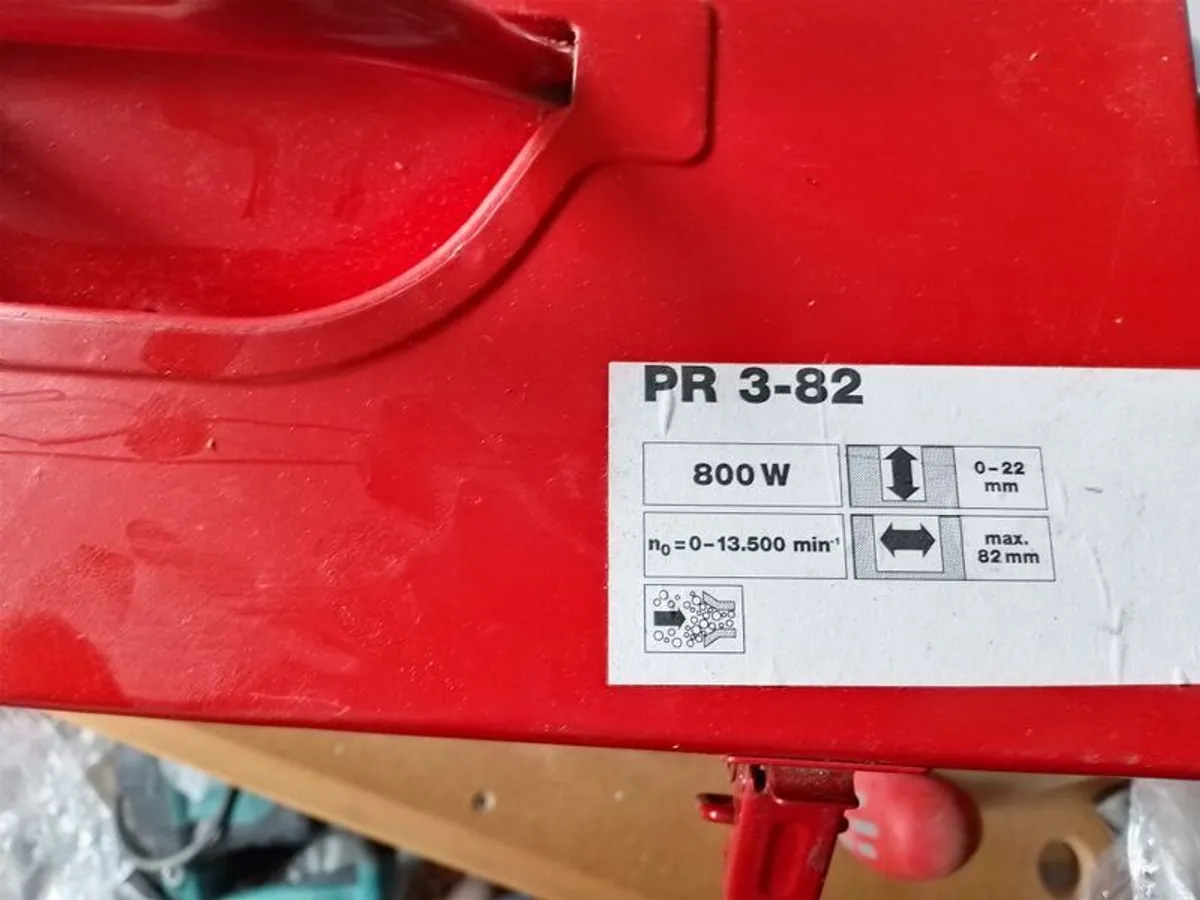 PR 3-82
800 W
0-22
mm
n₀=0-13.500 min⁻¹
max.
82 mm